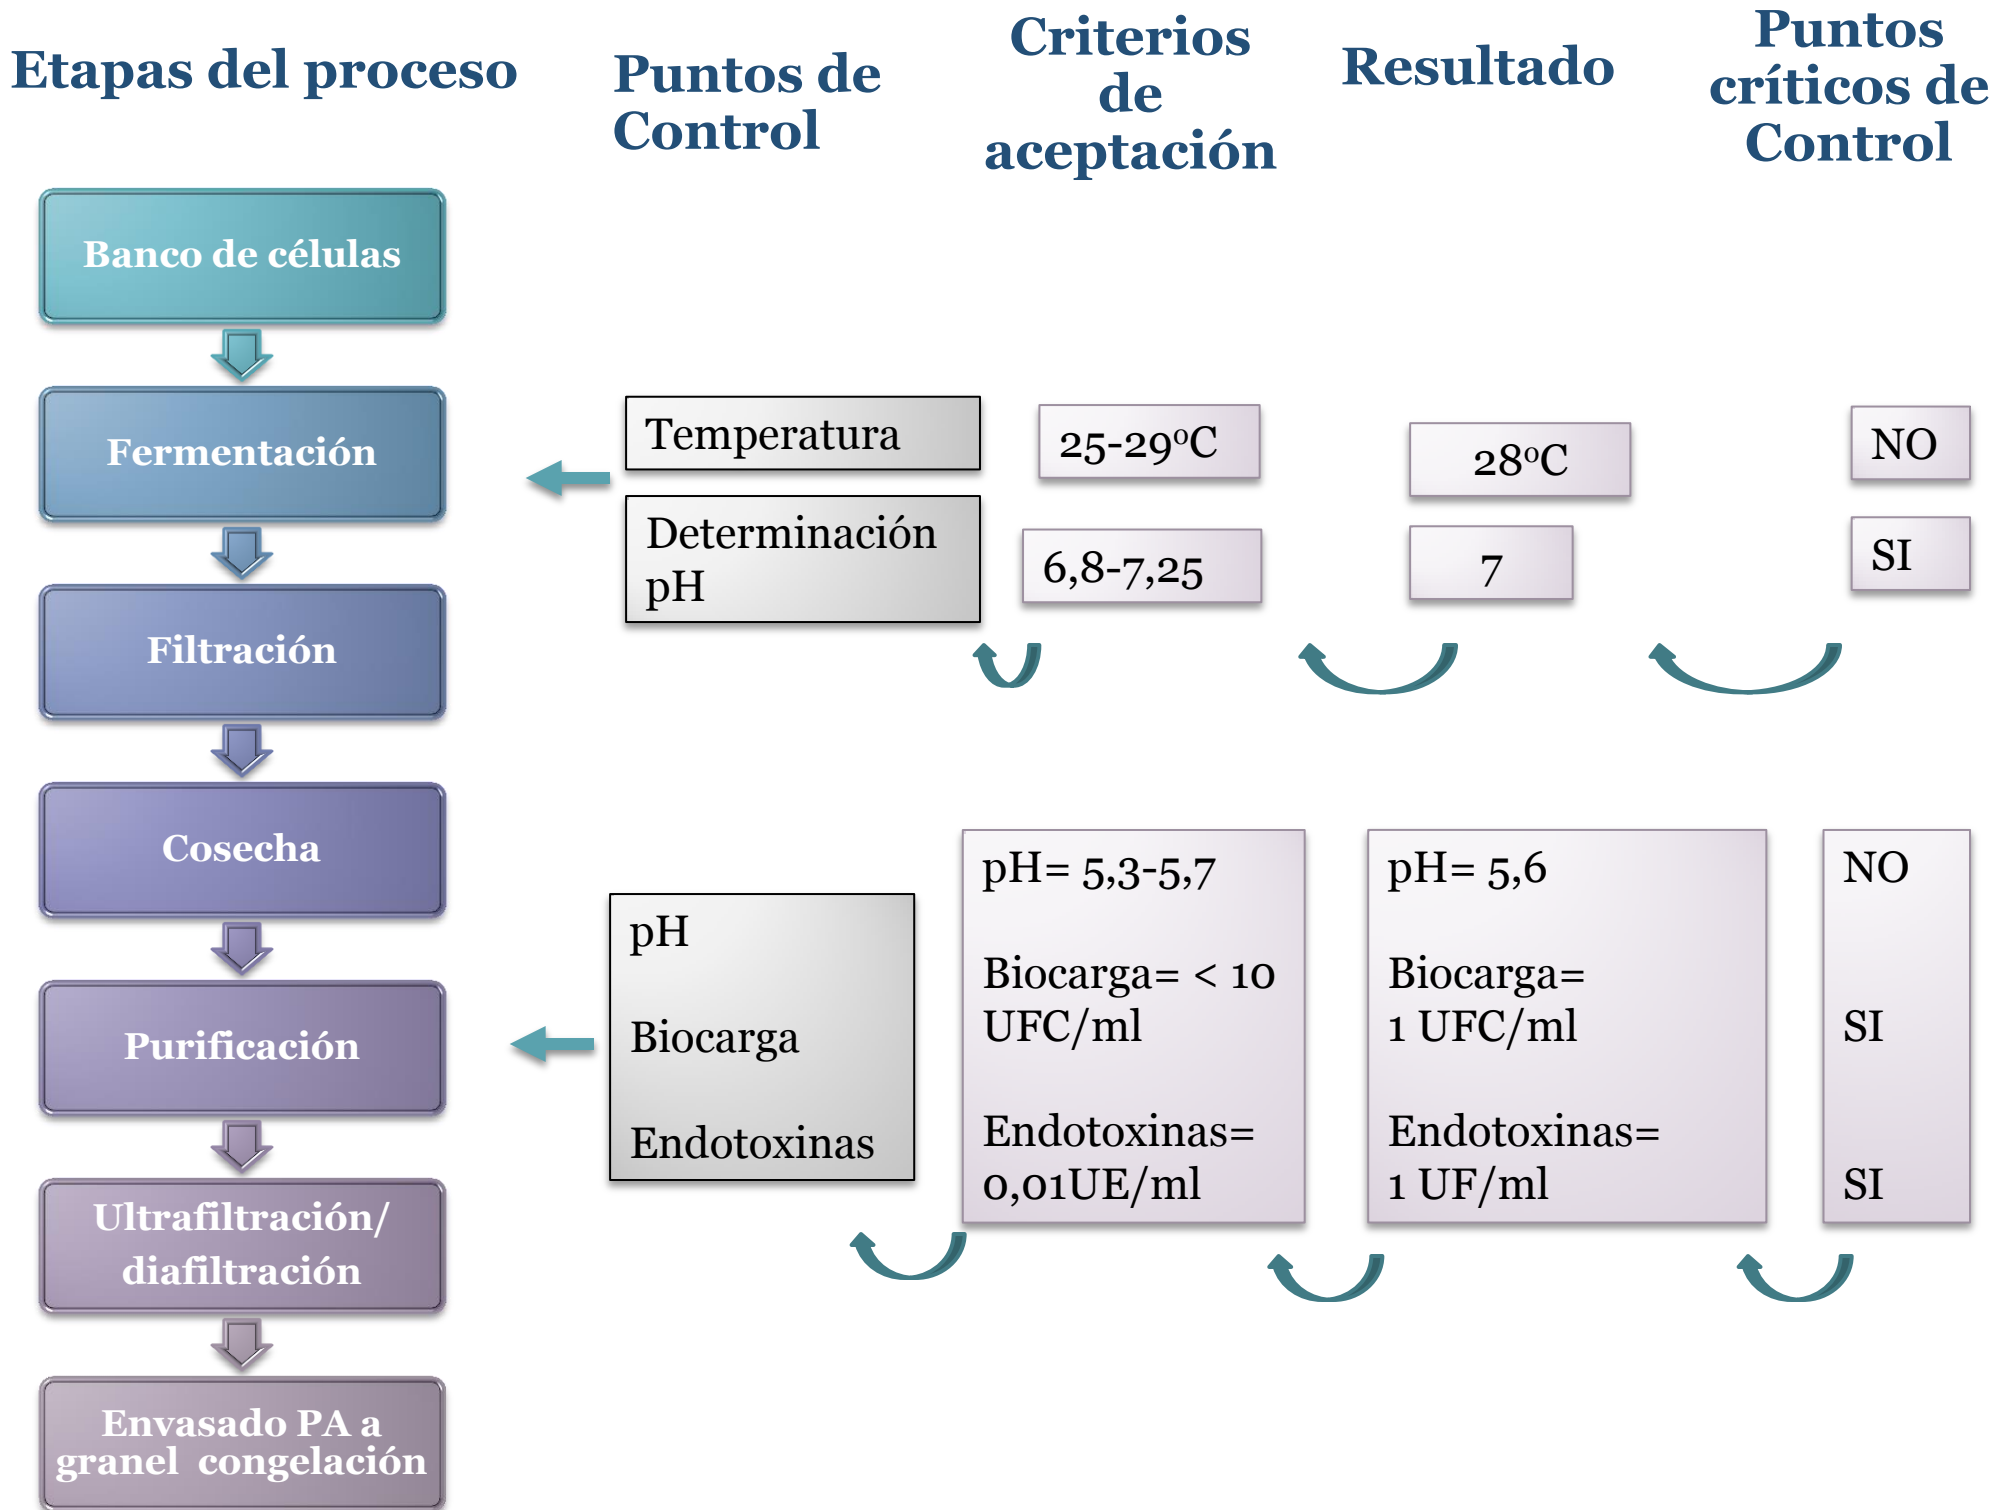 Etapas del proceso
Puntos de
Control
Criterios
de
aceptación
Resultado
Puntos
críticos de
Control
Banco de células
Fermentación
Temperatura
25-29ºC
28ºC
NO
Determinación
pH
6,8-7,25
7
SI
Filtración
Cosecha
Purificación
pH
Biocarga
Endotoxinas
pH= 5,3-5,7
Biocarga= < 10
UFC/ml
Endotoxinas=
0,01UE/ml
pH= 5,6
Biocarga=
1 UFC/ml
Endotoxinas=
1 UF/ml
NO
SI
SI
Ultrafiltración/
diafiltración
Envasado PA a
granel congelación